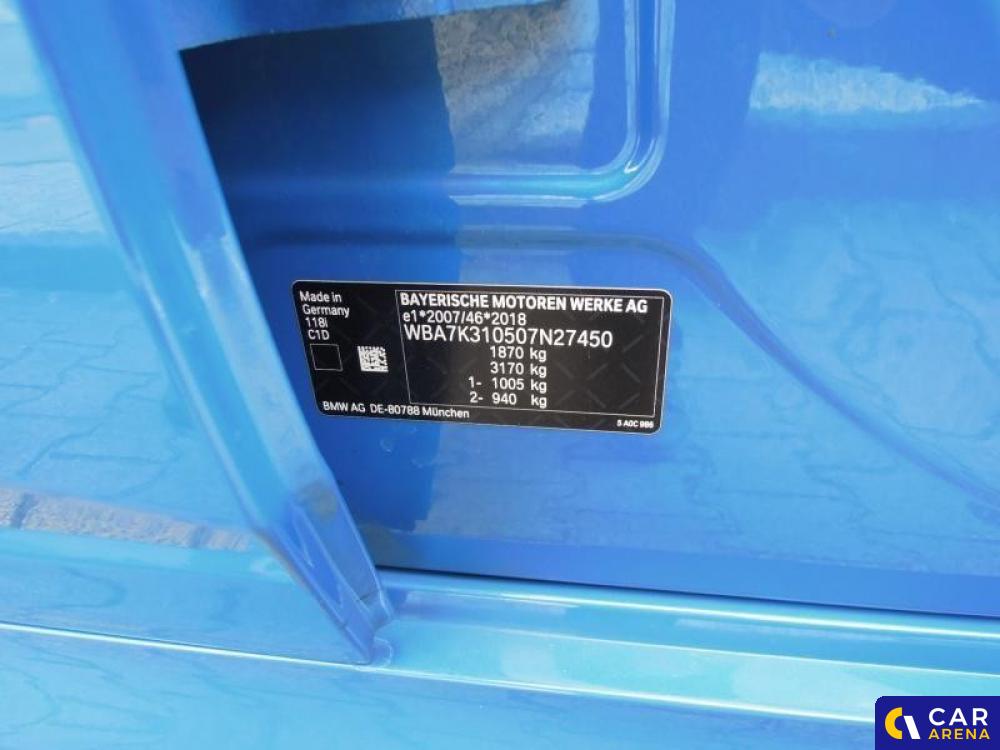 Made in
Germany
118i
C1D
BAYERISCHE MOTOREN WERKE AG
e1*2007/46*2018
WBA7K310507N27450
1870 kg
3170 kg
1- 1005 kg
2- 940 kg
BMW AG DE-80788 München
5 A0C 986
CAR
ARENA